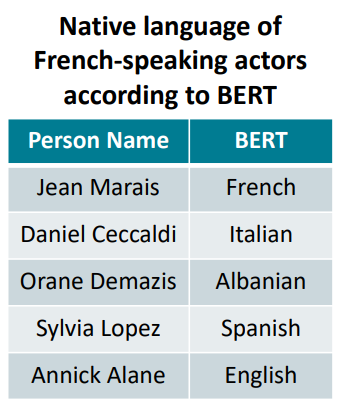 Native language of
French-speaking actors
according to BERT
Person Name BERT
Jean Marais French
Daniel Ceccaldi Italian
Orane Demazis Albanian
Sylvia Lopez Spanish
Annick Alane English